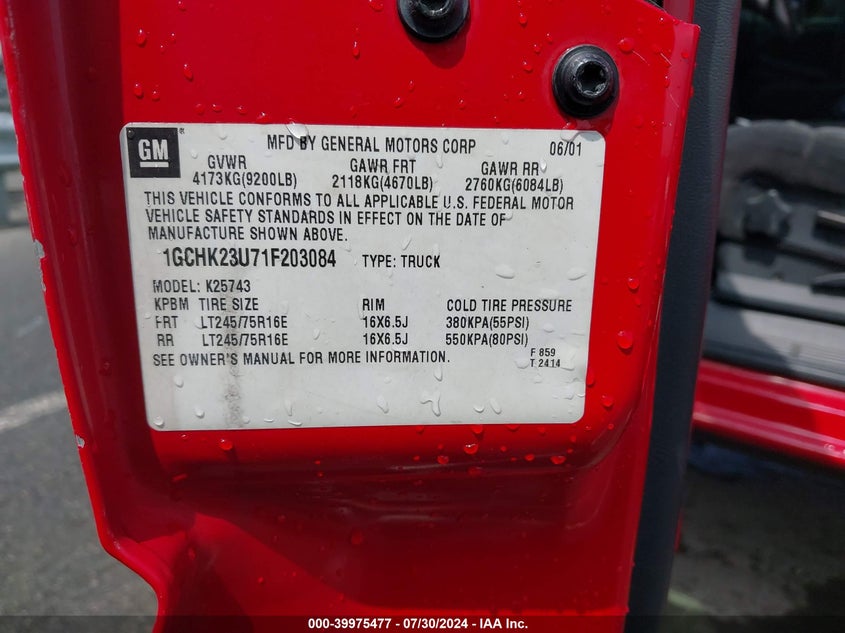 GM ®
MFD BY GENERAL MOTORS CORP 06/01
GVWR GAWR FRT GAWR RR
4173KG(9200LB) 2118KG(4670LB) 2760KG(6084LB)
THIS VEHICLE CONFORMS TO ALL APPLICABLE U.S. FEDERAL MOTOR
VEHICLE SAFETY STANDARDS IN EFFECT ON THE DATE OF
MANUFACTURE SHOWN ABOVE.
1GCHK23U71F203084 TYPE: TRUCK
MODEL: K25743
KPBM TIRE SIZE RIM COLD TIRE PRESSURE
FRT LT245/75R16E 16X6.5J 380KPA(55PSI)
RR LT245/75R16E 16X6.5J 550KPA(80PSI)
SEE OWNER'S MANUAL FOR MORE INFORMATION.
F 859
T 2414
000-39975477 - 07/30/2024 - IAA Inc.